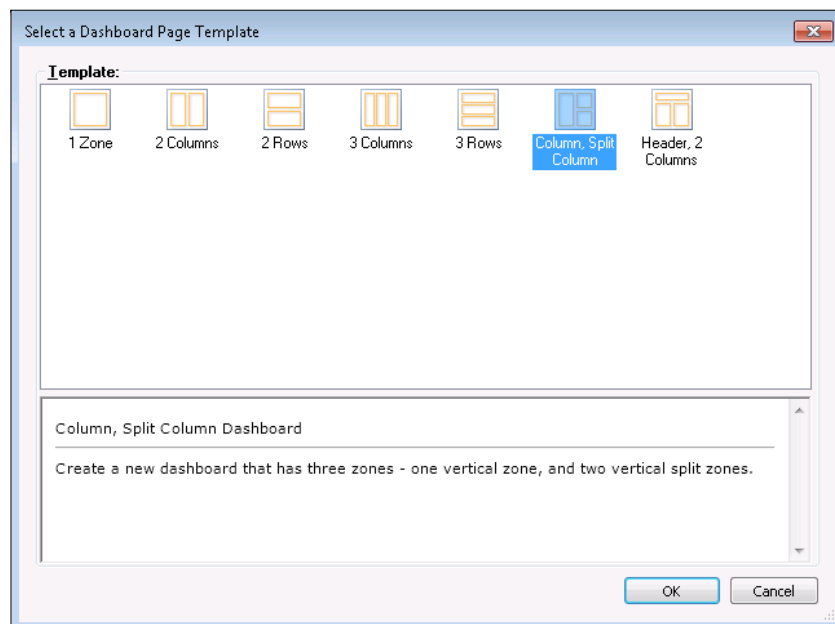 Select a Dashboard Page Template
Template:
1 Zone
2 Columns
2 Rows
3 Columns
3 Rows
Column, Split
Column
Header, 2
Columns
Column, Split Column Dashboard
Create a new dashboard that has three zones - one vertical zone, and two vertical split zones.
OK
Cancel